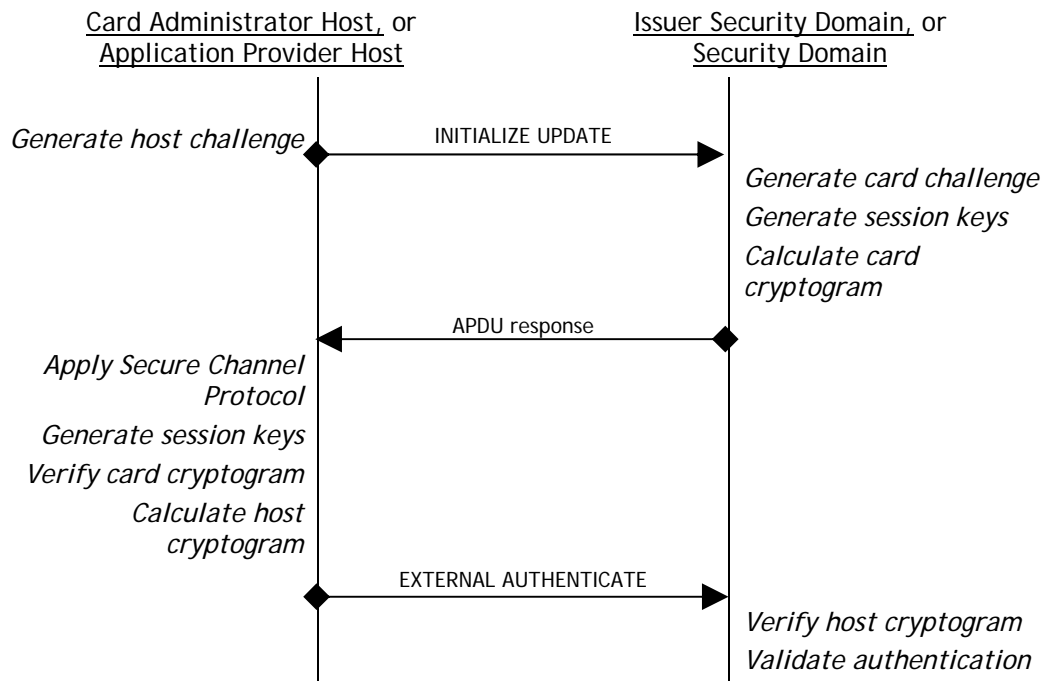 Card Administrator Host, or
Application Provider Host
Issuer Security Domain, or
Security Domain
Generate host challenge
INITIALIZE UPDATE
Generate card challenge
Generate session keys
Calculate card
cryptogram
APDU response
Apply Secure Channel
Protocol
Generate session keys
Verify card cryptogram
Calculate host
cryptogram
EXTERNAL AUTHENTICATE
Verify host cryptogram
Validate authentication